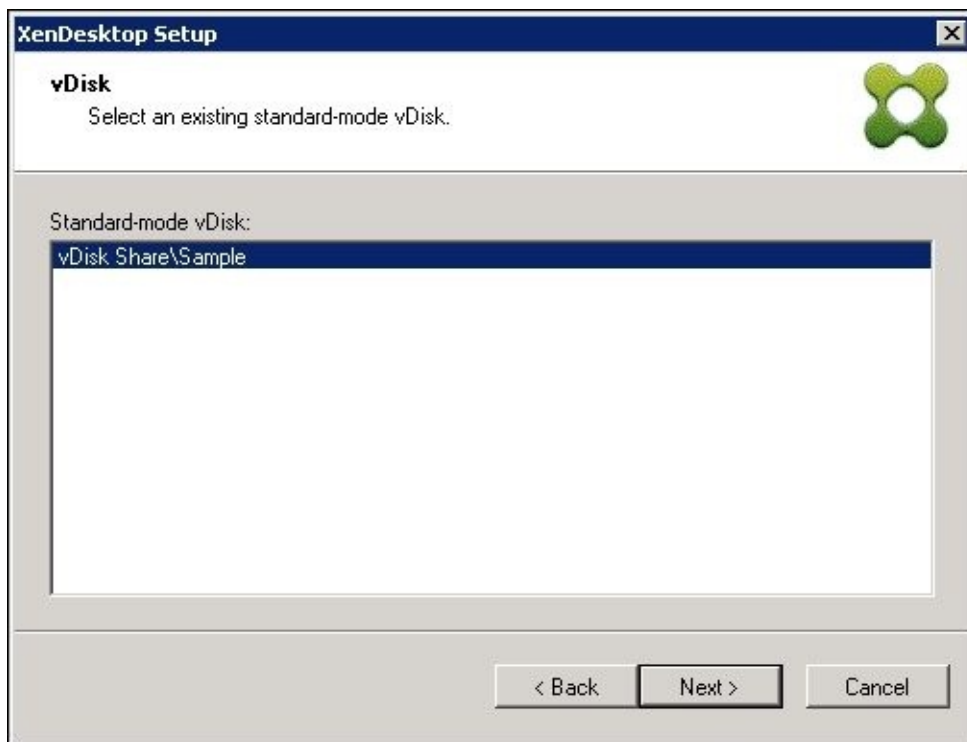 XenDesktop Setup
vDisk
Select an existing standard-mode vDisk.
Standard-mode vDisk:
vDisk Share\Sample
< Back
Next >
Cancel